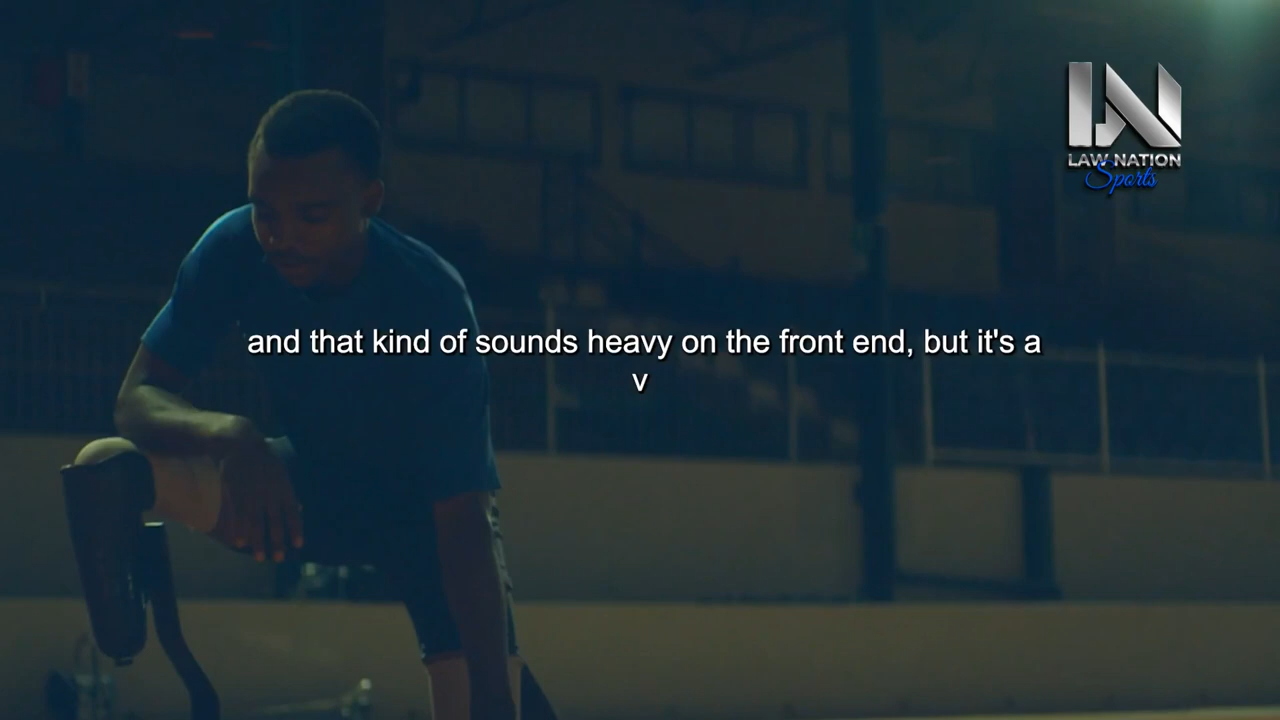 LAW NATION
Sports
and that kind of sounds heavy on the front end, but it's a
v